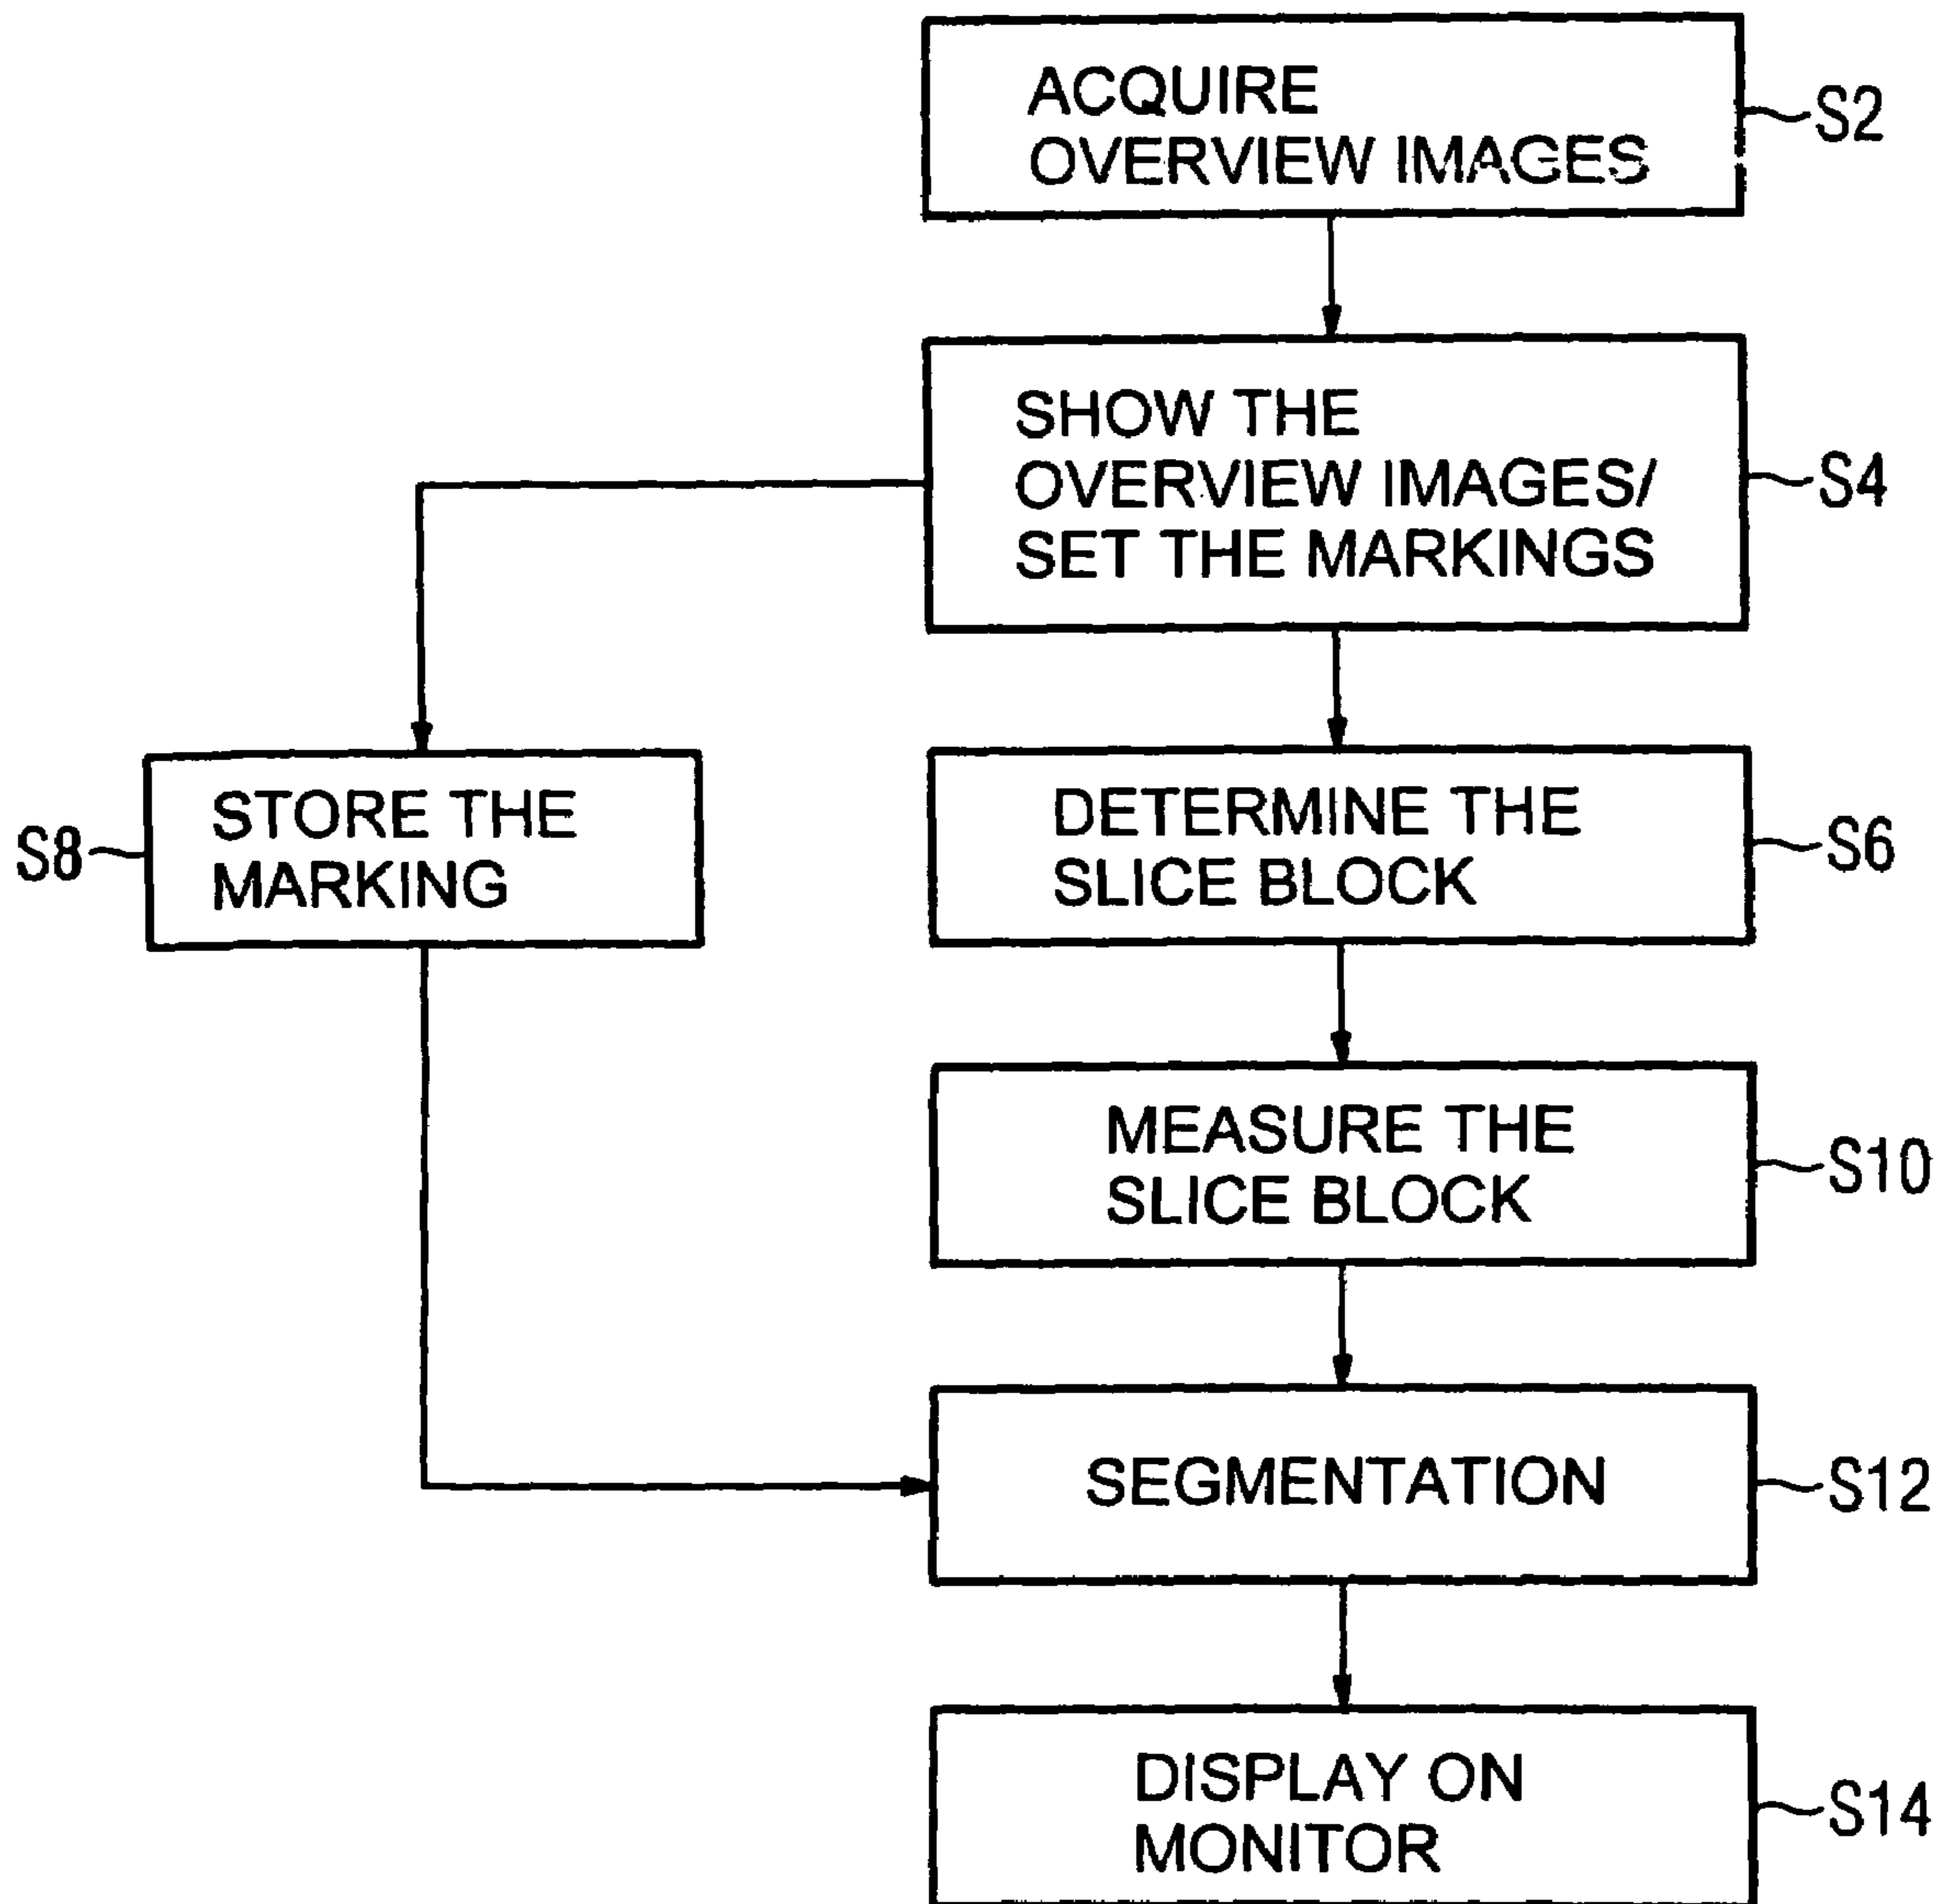 ACQUIRE
OVERVIEW IMAGES
S2
SHOW THE
OVERVIEW IMAGES/
SET THE MARKINGS
S4
STORE THE
MARKING
S8
DETERMINE THE
SLICE BLOCK
S6
MEASURE THE
SLICE BLOCK
S10
SEGMENTATION
S12
DISPLAY ON
MONITOR
S14